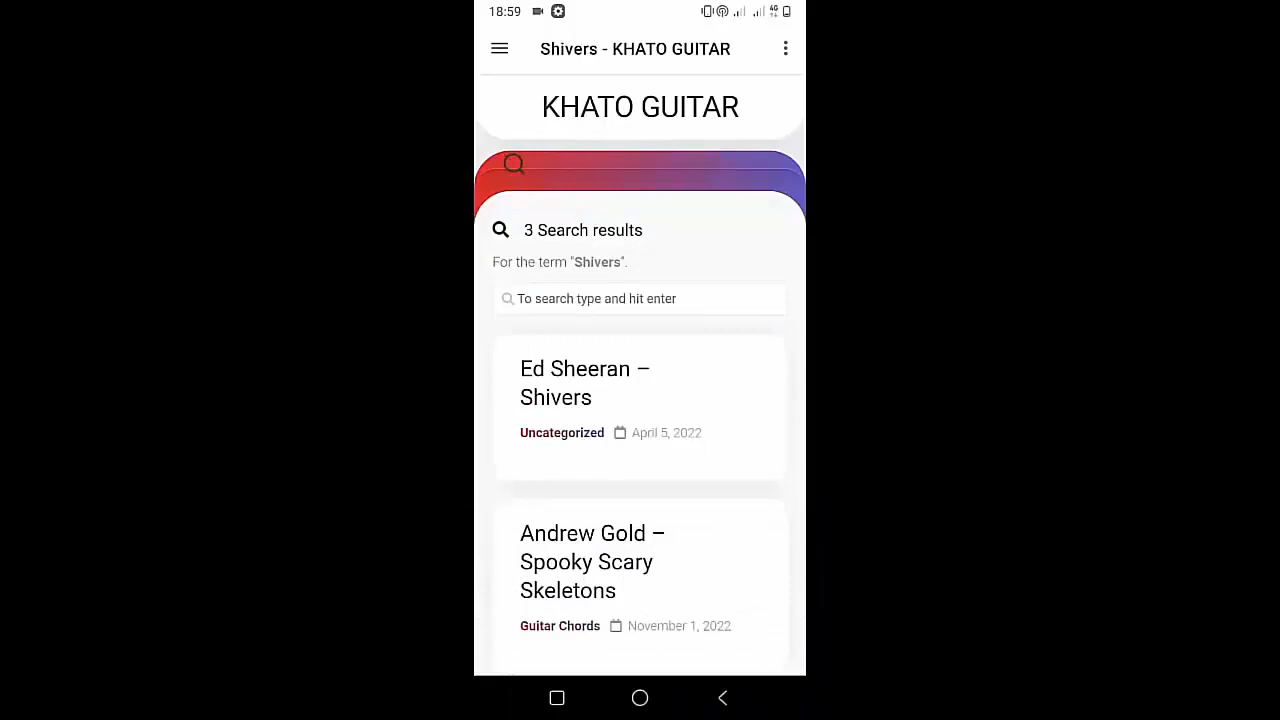 18:59
4G
Shivers - KHATO GUITAR
KHATO GUITAR
3 Search results
For the term "Shivers".
To search type and hit enter
Ed Sheeran –
Shivers
Uncategorized April 5, 2022
Andrew Gold –
Spooky Scary
Skeletons
Guitar Chords November 1, 2022